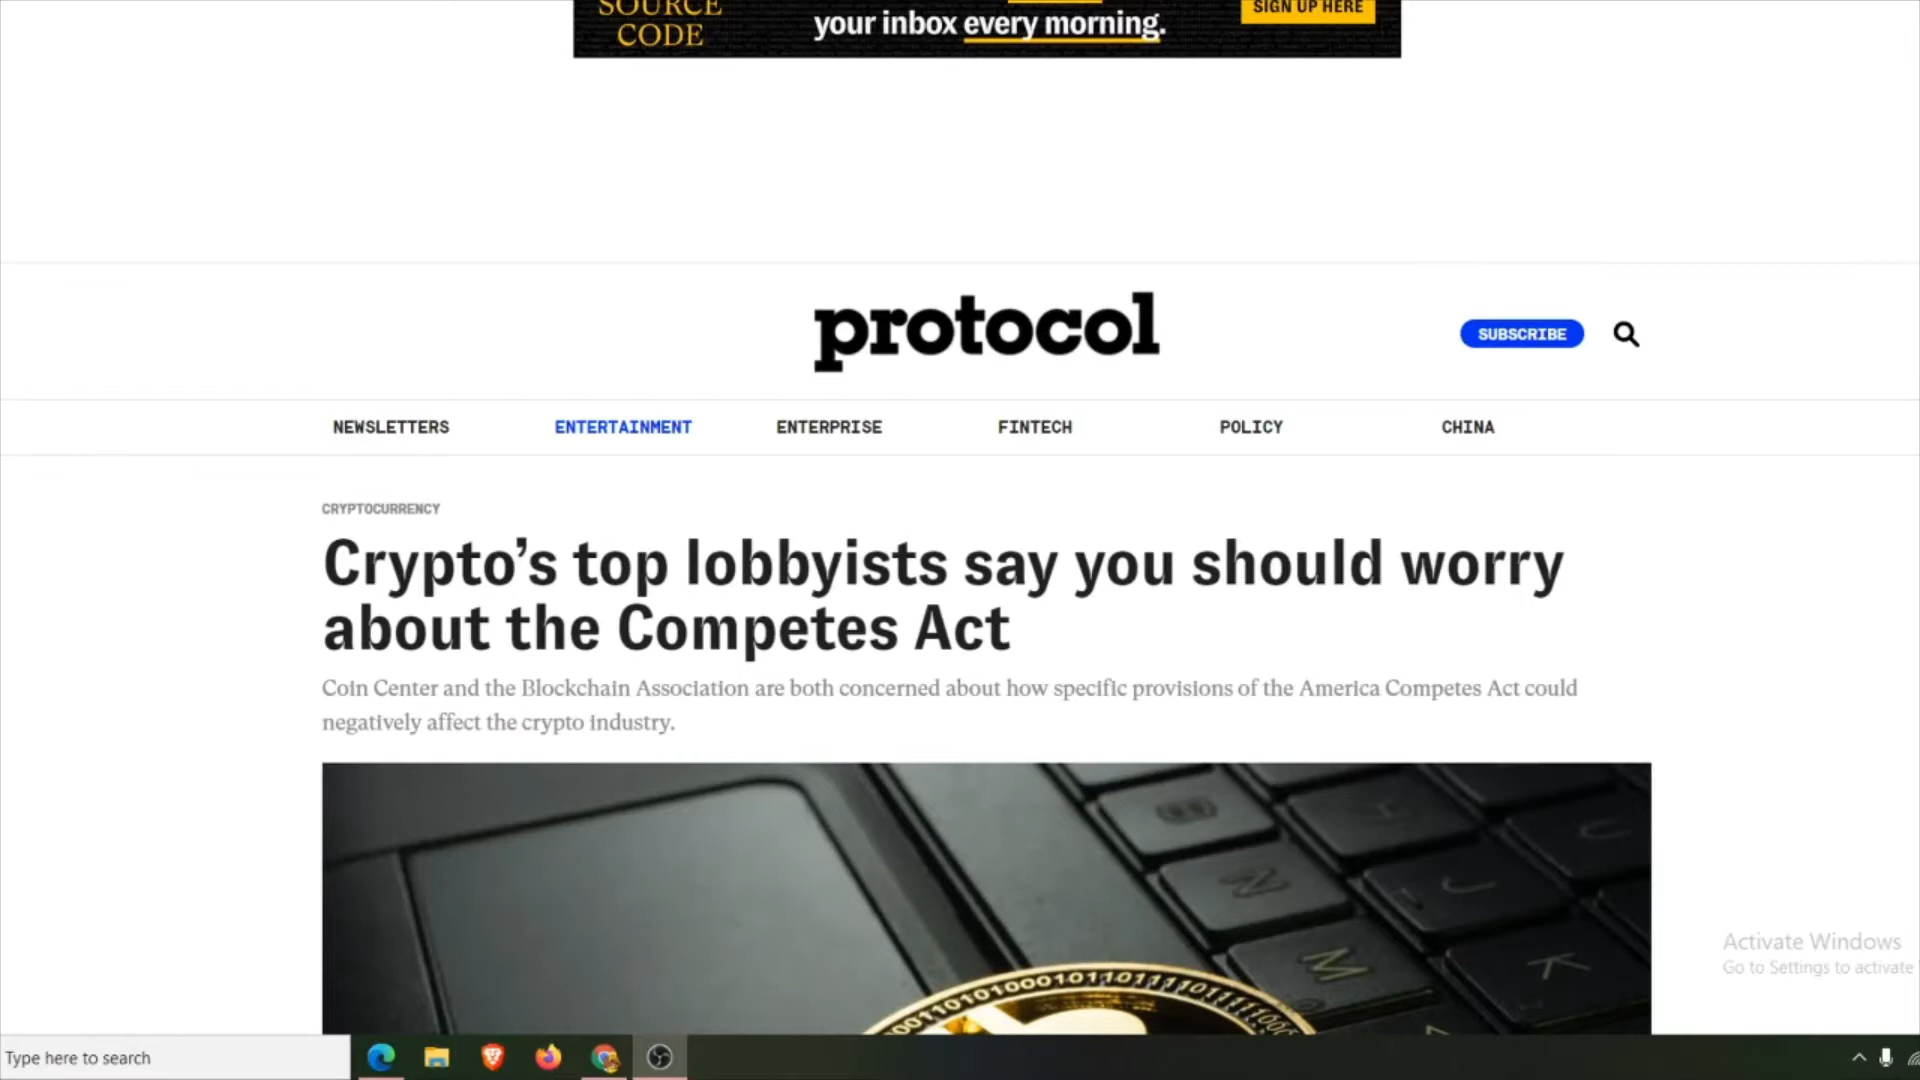 SOURCE
CODE
your inbox every morning.
SIGN UP HERE
protocol
SUBSCRIBE
NEWSLETTERS ENTERTAINMENT ENTERPRISE FINTECH POLICY CHINA
CRYPTOCURRENCY
Crypto’s top lobbyists say you should worry
about the Competes Act
Coin Center and the Blockchain Association are both concerned about how specific provisions of the America Competes Act could
negatively affect the crypto industry.
N
J
M
K
Activate Windows
Go to Settings to activate
Type here to search